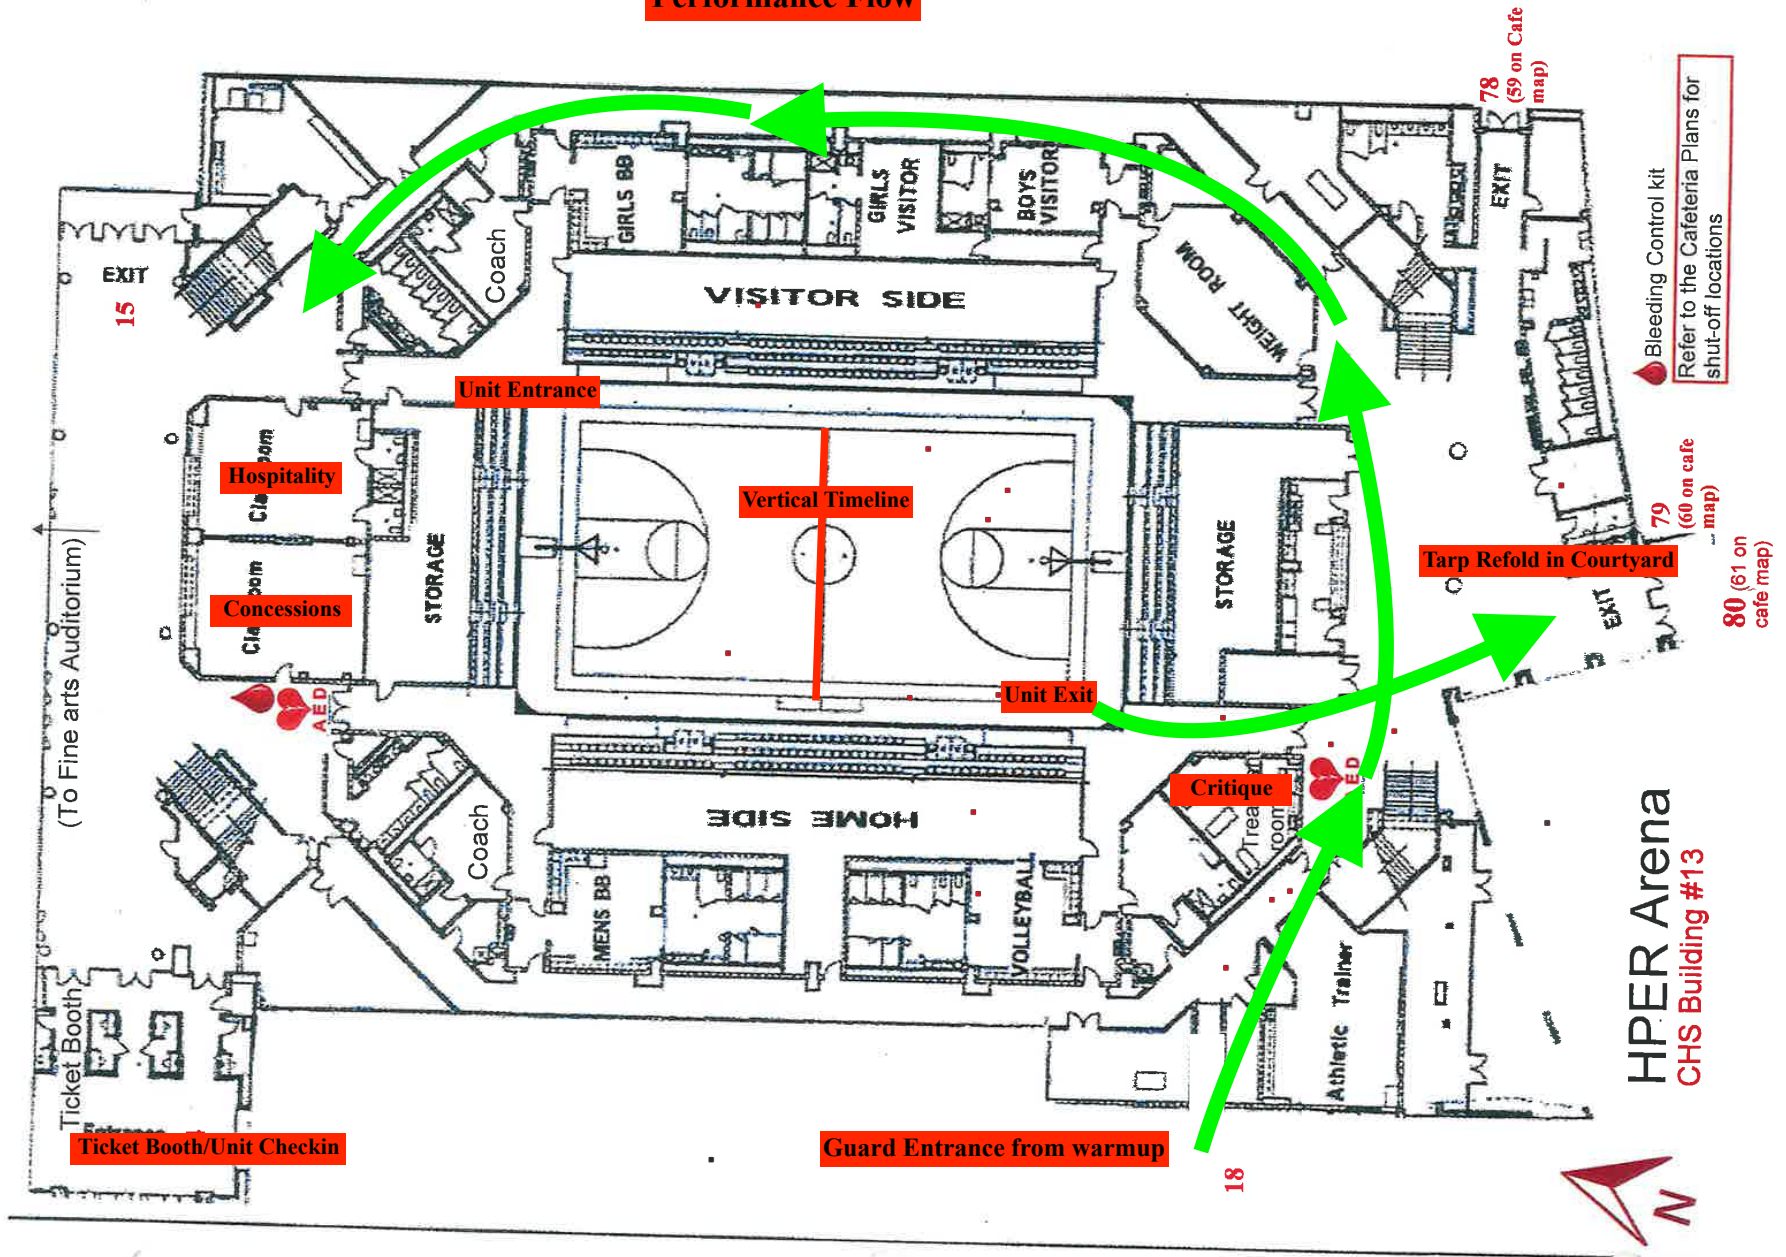 Performance Flow
78
(59 on Cafe
map)
EXIT
15
GIRLS BB
GIRLS
VISITOR
BOYS
VISITOR
EXIT
Coach
VISITOR SIDE
WEIGHT ROOM
Bleeding Control kit
Refer to the Cafeteria Plans for
shut-off locations
Unit Entrance
Hospitality
Vertical Timeline
STORAGE
STORAGE
79
(60 on cafe
map)
Tarp Refold in Courtyard
80 (61 on
cafe map)
EXIT
(To Fine arts Auditorium)
Concessions
AED
Unit Exit
Critique
HOME SIDE
Coach
MENS BB
VOLLEYBALL
Athletic Trainer
HPER Arena
CHS Building #13
Ticket Booth
Ticket Booth/Unit Checkin
Guard Entrance from warmup
18
N